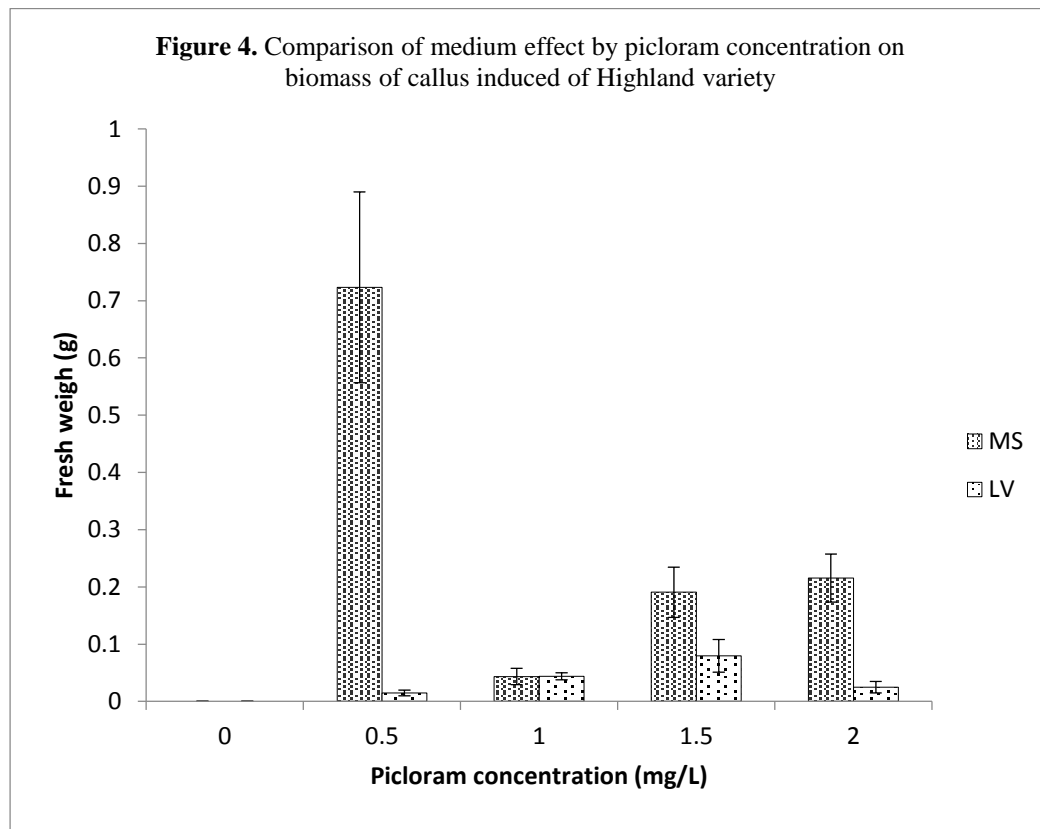 Figure 4. Comparison of medium effect by picloram concentration on
biomass of callus induced of Highland variety
1
0.9
0.8
0.7
0.6
0.5
0.4
0.3
0.2
0.1
0
Fresh weigh (g)
MS
LV
0 0.5 1 1.5 2
Picloram concentration (mg/L)